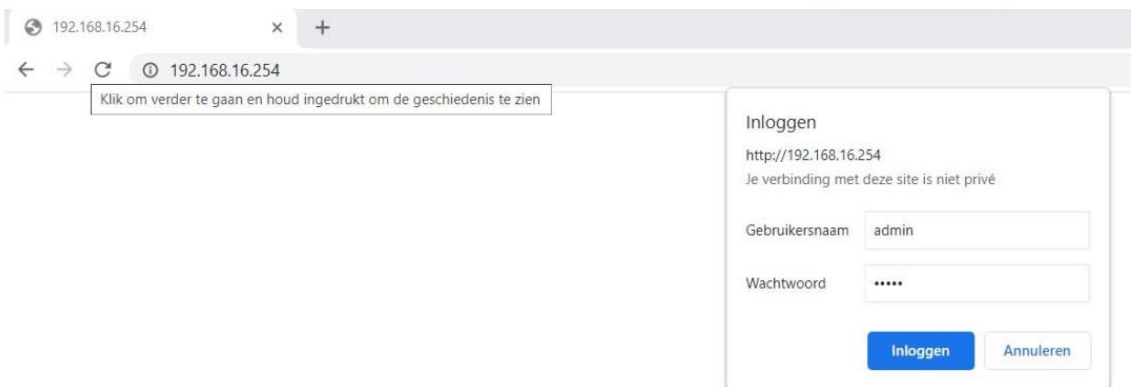 192.168.16.254
192.168.16.254
Klik om verder te gaan en houd ingedrukt om de geschiedenis te zien
Inloggen
http://192.168.16.254
Je verbinding met deze site is niet privé
Gebruikersnaam admin
Wachtwoord •••••
Inloggen Annuleren